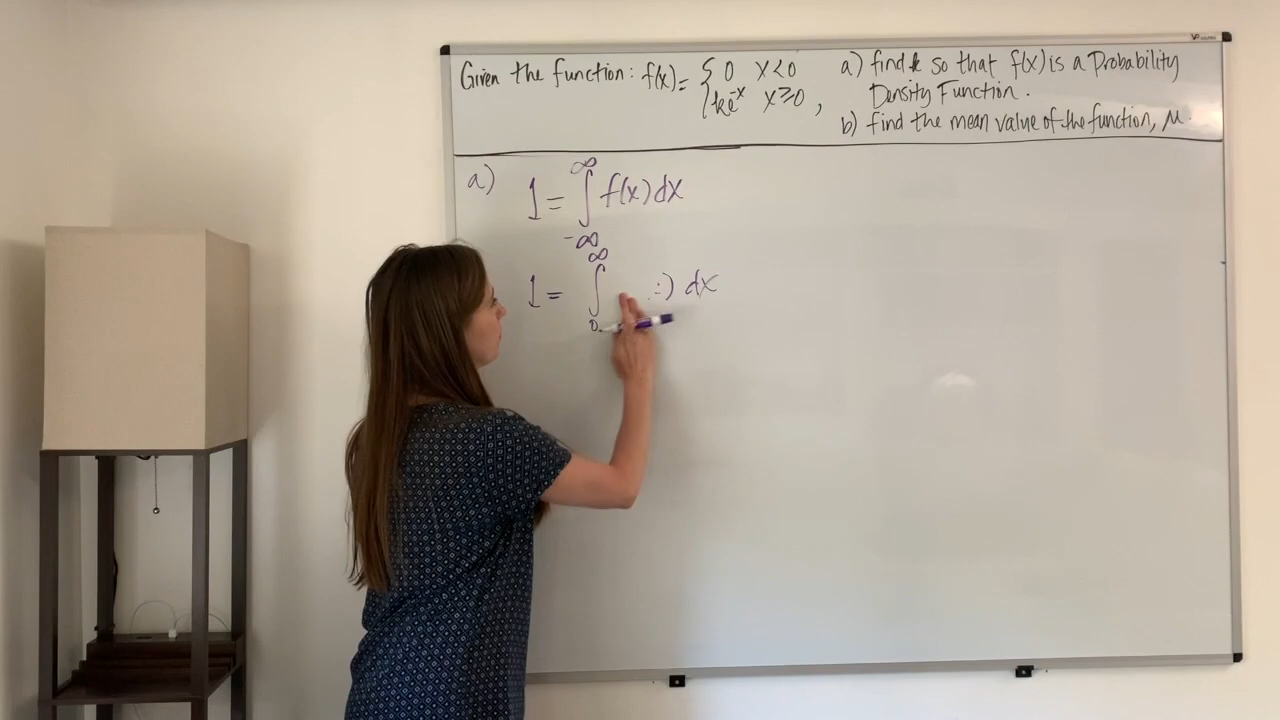 Given the function: f(x) = { 0 x<0
ke^-x x≥0 ,
a) find k so that f(x) is a Probability
Density Function.
b) find the mean value of the function, μ.
a) 1 = ∫ f(x) dx
∞
-∞
1 = ∫ :) dx
∞
0